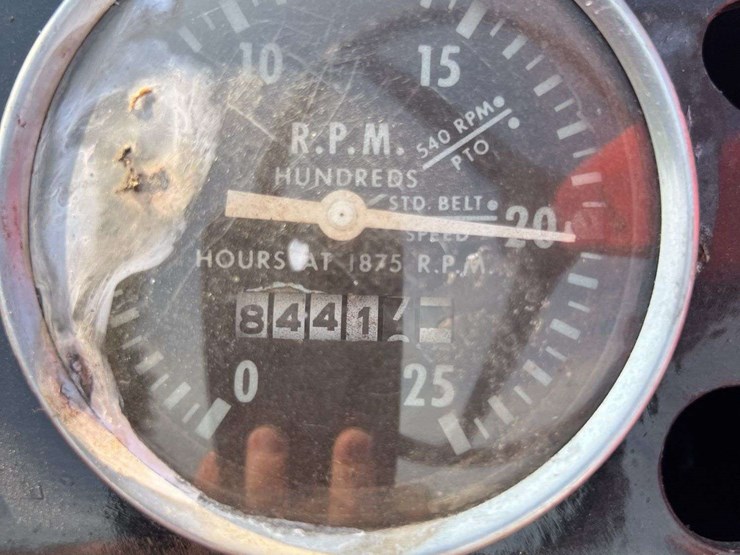 10
15
540 RPM
R.P.M.
PTO
HUNDREDS
STD. BELT
20
SPEED
HOURS AT 1875 R.P.M.
8441
0
25